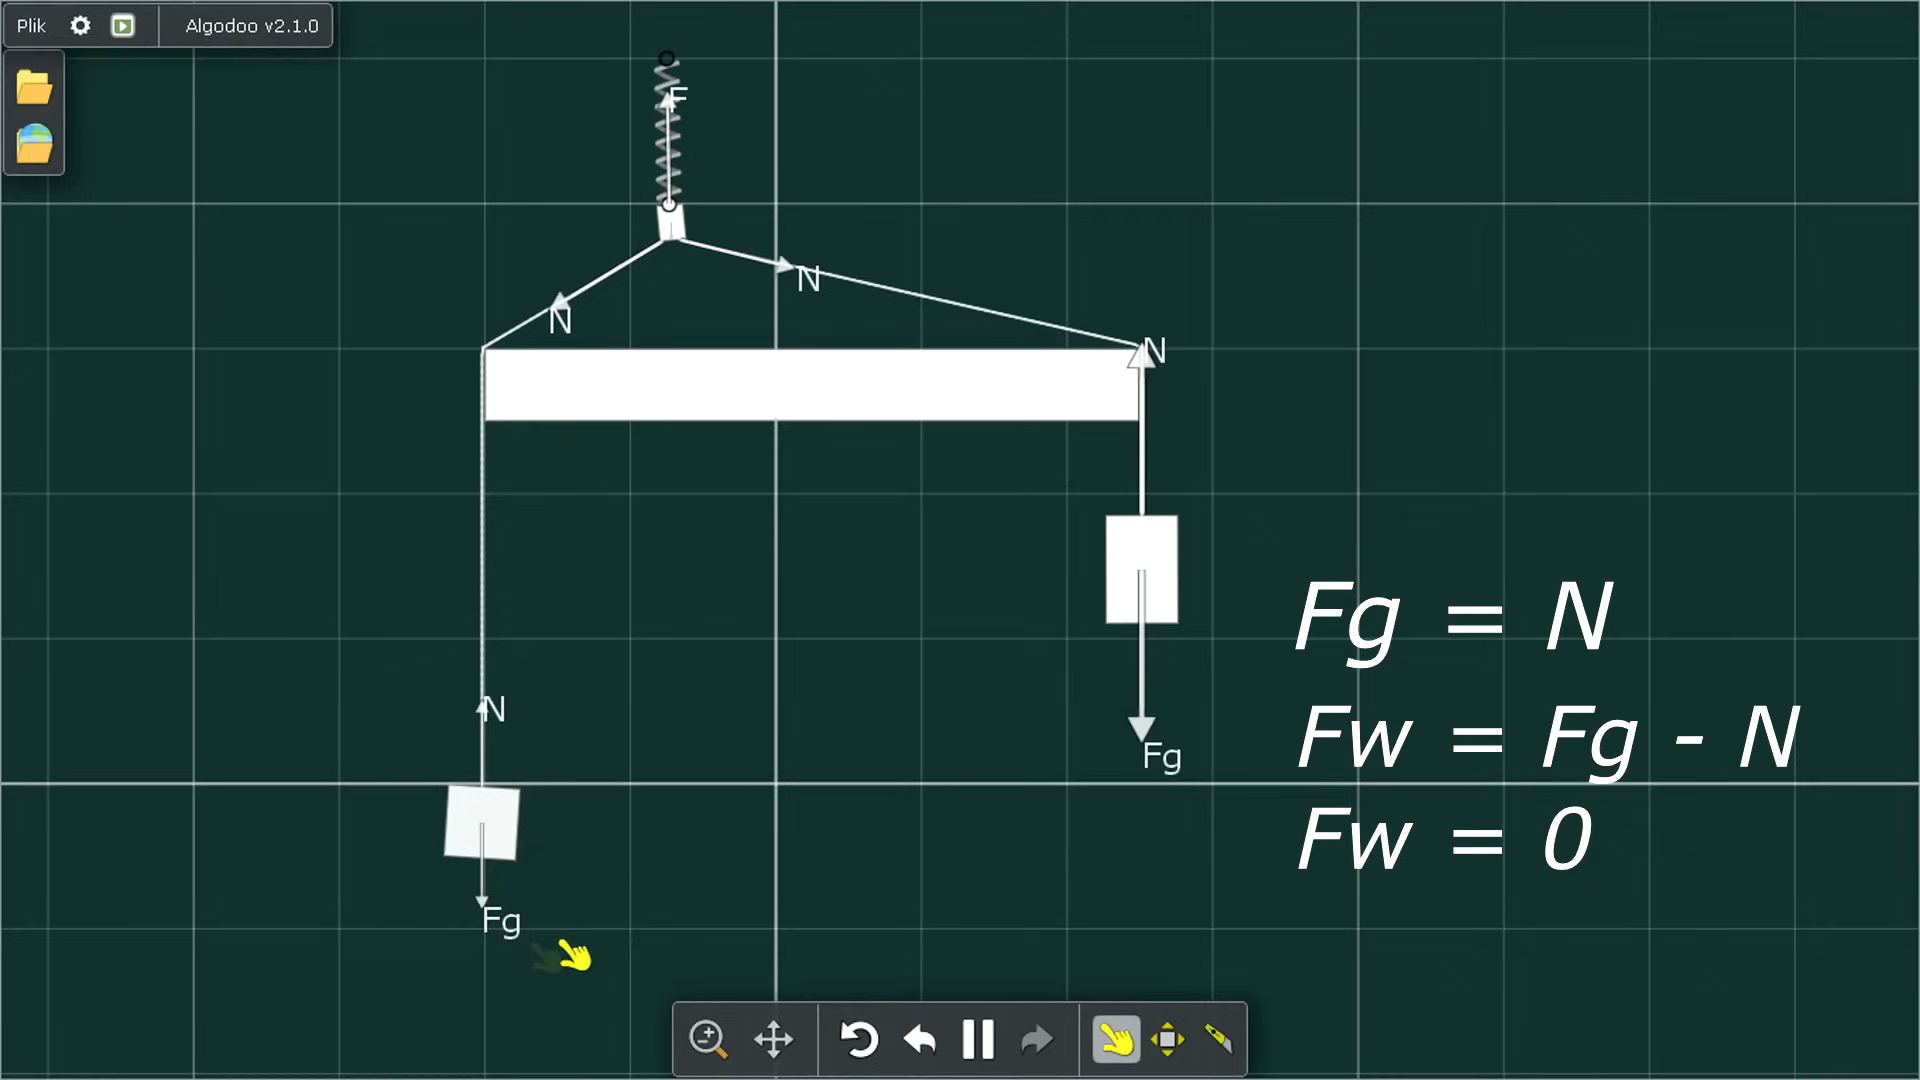 Plik
Algodoo v2.1.0
F
N
N
N
Fg = N
Fw = Fg - N
Fg
N
Fw = 0
Fg